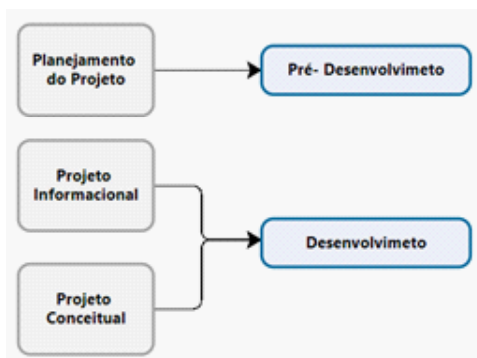 Planejamento
do Projeto
Pré- Desenvolvimeto
Projeto
Informacional
Desenvolvimeto
Projeto
Conceitual